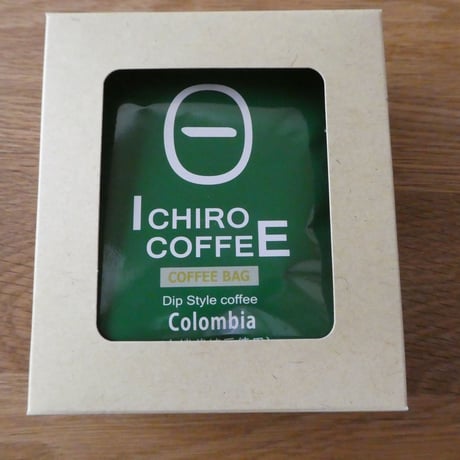 ICHIRO
COFFEE
COFFEE BAG
Dip Style coffee
Colombia